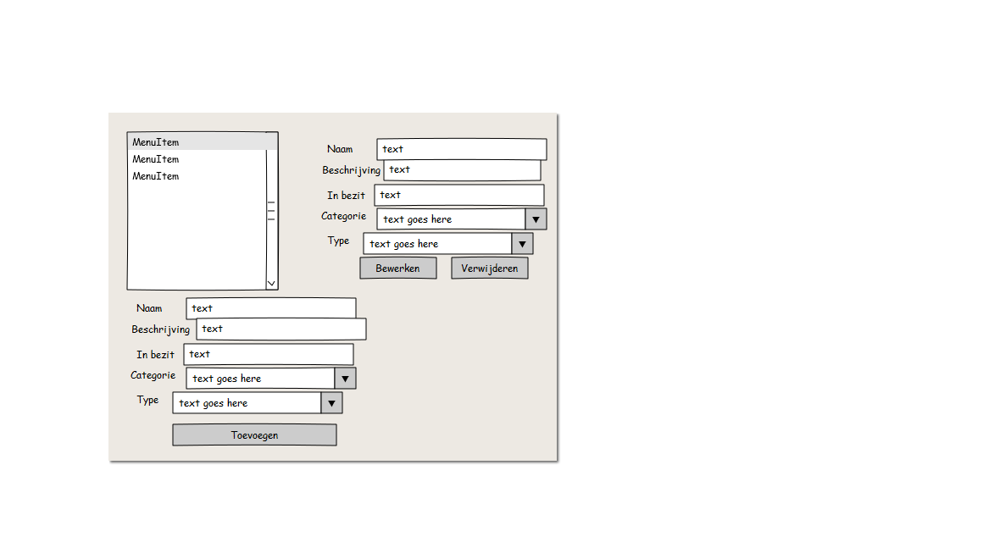 MenuItem
MenuItem
MenuItem
Naam text
Beschrijving text
In bezit text
Categorie text goes here
Type text goes here
Bewerken Verwijderen
Naam text
Beschrijving text
In bezit text
Categorie text goes here
Type text goes here
Toevoegen